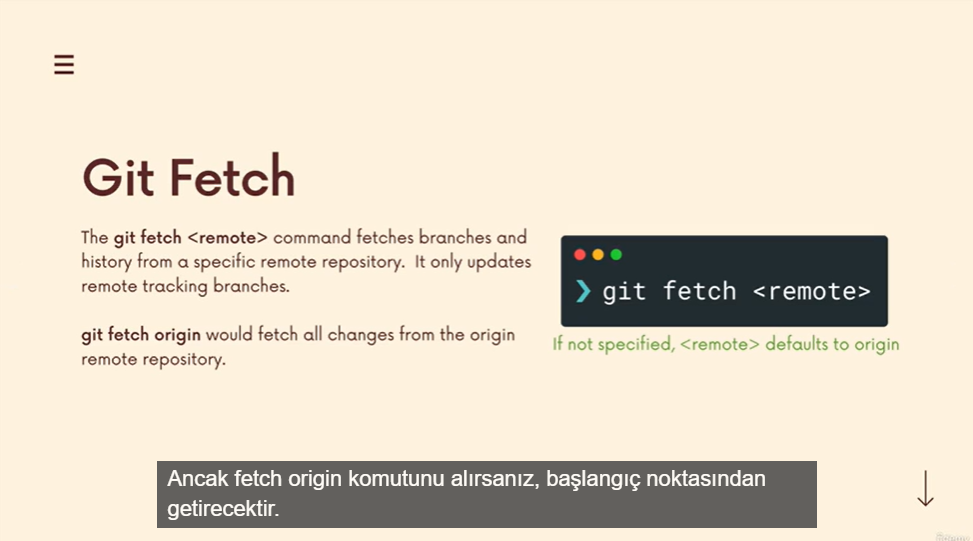 Git Fetch
The git fetch <remote> command fetches branches and
history from a specific remote repository. It only updates
remote tracking branches.
git fetch origin would fetch all changes from the origin
remote repository.
❯ git fetch <remote>
If not specified, <remote> defaults to origin
Ancak fetch origin komutunu alırsanız, başlangıç noktasından
getirecektir.